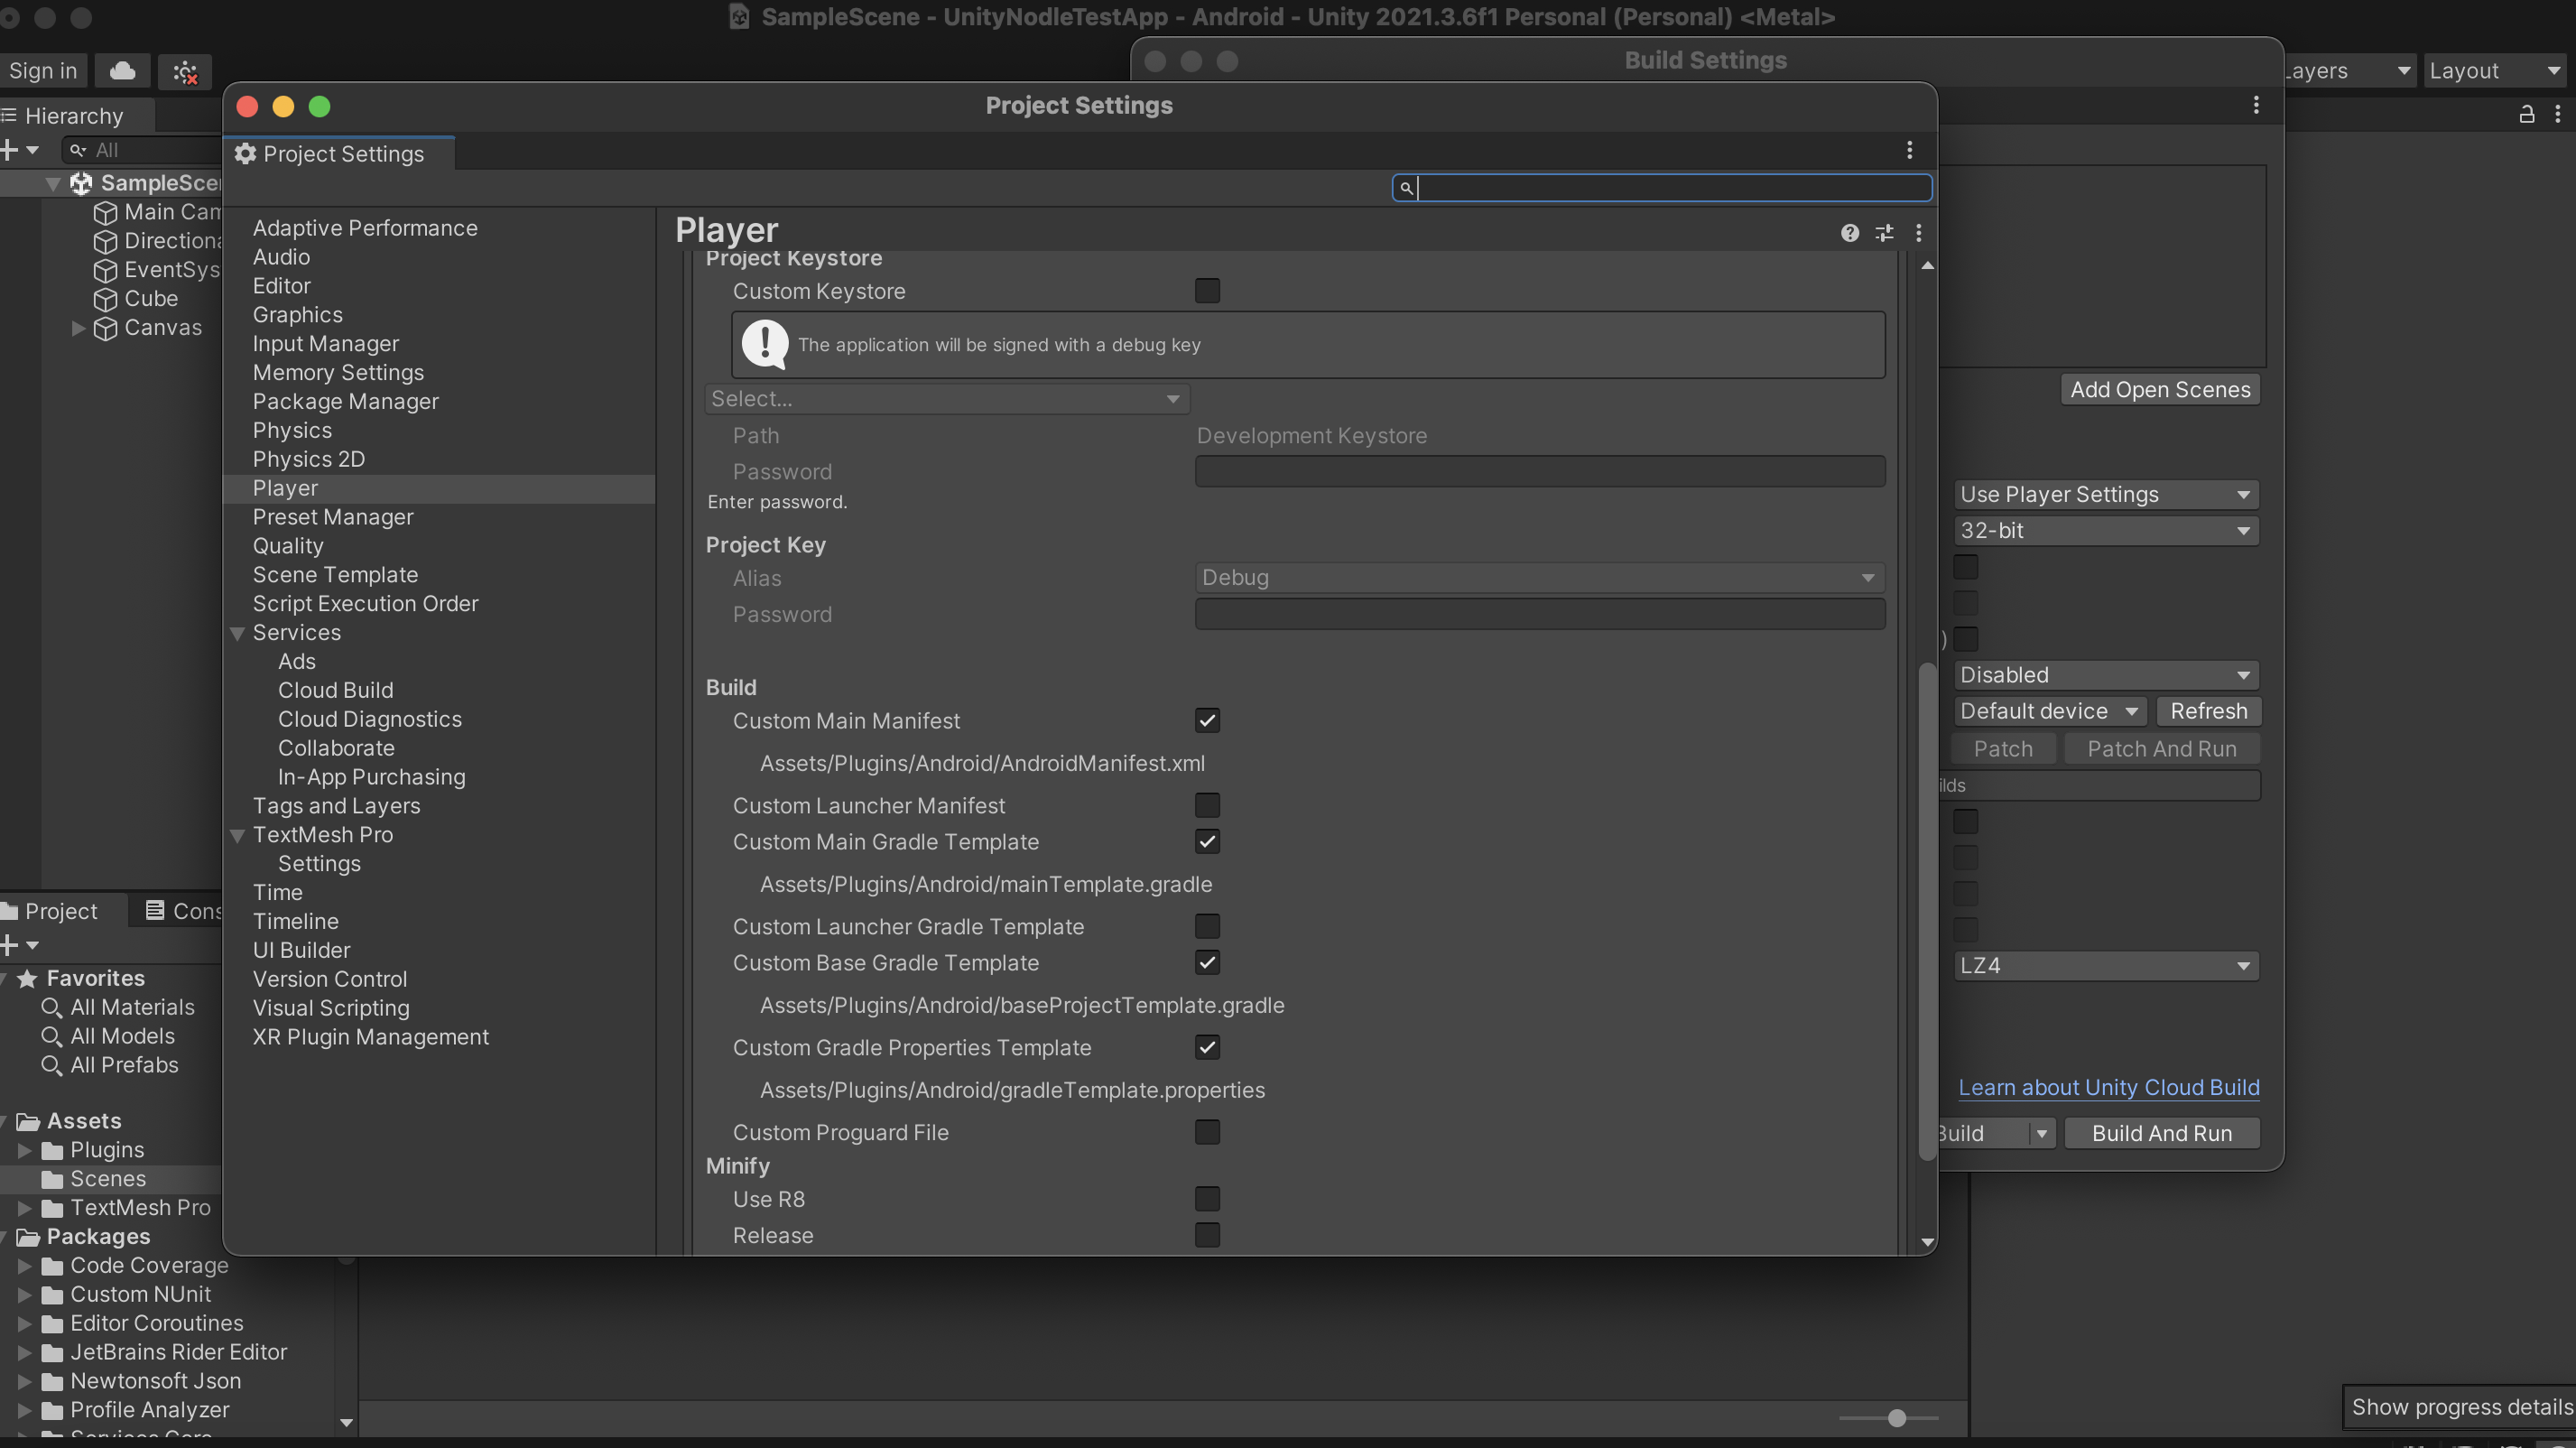 SampleScene - UnityNodleTestApp - Android - Unity 2021.3.6f1 Personal (Personal) <Metal>
Sign in
Layers
Layout
Build Settings
Project Settings
Hierarchy
All
SampleScen
Main Cam
Directiona
EventSys
Cube
Canvas
Project Settings
Adaptive Performance
Audio
Editor
Graphics
Input Manager
Memory Settings
Package Manager
Physics
Physics 2D
Player
Preset Manager
Quality
Scene Template
Script Execution Order
Services
Ads
Cloud Build
Cloud Diagnostics
Collaborate
In-App Purchasing
Tags and Layers
TextMesh Pro
Settings
Time
Timeline
UI Builder
Version Control
Visual Scripting
XR Plugin Management
Player
Project Keystore
Custom Keystore
The application will be signed with a debug key
Select...
Path Development Keystore
Password
Enter password.
Project Key
Alias Debug
Password
Build
Custom Main Manifest
Assets/Plugins/Android/AndroidManifest.xml
Custom Launcher Manifest
Custom Main Gradle Template
Assets/Plugins/Android/mainTemplate.gradle
Custom Launcher Gradle Template
Custom Base Gradle Template
Assets/Plugins/Android/baseProjectTemplate.gradle
Custom Gradle Properties Template
Assets/Plugins/Android/gradleTemplate.properties
Custom Proguard File
Minify
Use R8
Release
Add Open Scenes
Use Player Settings
32-bit
)
Disabled
Default device Refresh
Patch Patch And Run
ilds
LZ4
Learn about Unity Cloud Build
Build Build And Run
Project Cons
Favorites
All Materials
All Models
All Prefabs
Assets
Plugins
Scenes
TextMesh Pro
Packages
Code Coverage
Custom NUnit
Editor Coroutines
JetBrains Rider Editor
Newtonsoft Json
Profile Analyzer
Services Core
Show progress details